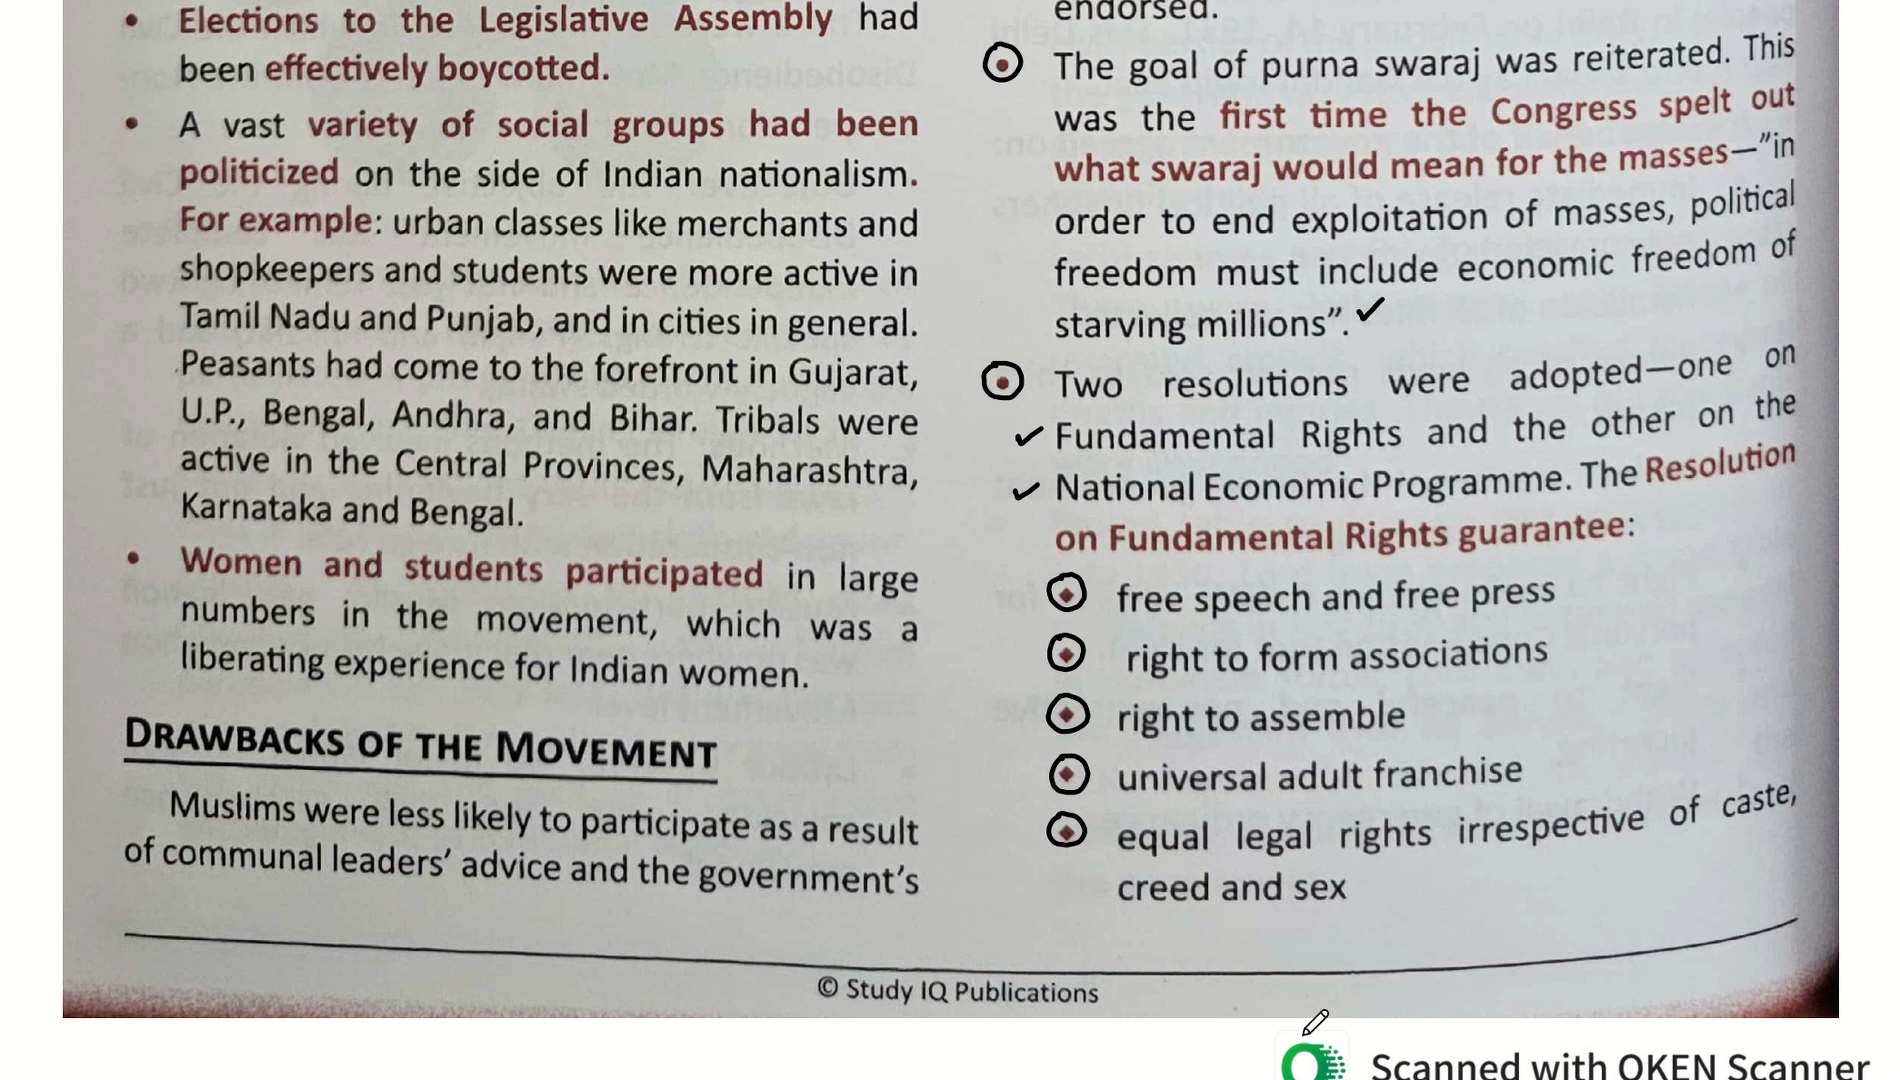 • Elections to the Legislative Assembly had
been effectively boycotted.
• A vast variety of social groups had been
politicized on the side of Indian nationalism.
For example: urban classes like merchants and
shopkeepers and students were more active in
Tamil Nadu and Punjab, and in cities in general.
Peasants had come to the forefront in Gujarat,
U.P., Bengal, Andhra, and Bihar. Tribals were
active in the Central Provinces, Maharashtra,
Karnataka and Bengal.
• Women and students participated in large
numbers in the movement, which was a
liberating experience for Indian women.
DRAWBACKS OF THE MOVEMENT
Muslims were less likely to participate as a result
of communal leaders’ advice and the government’s
endorsed.
• The goal of purna swaraj was reiterated. This
was the first time the Congress spelt out
what swaraj would mean for the masses—”in
order to end exploitation of masses, political
freedom must include economic freedom of
starving millions”. ✓
• Two resolutions were adopted—one on
✓ Fundamental Rights and the other on the
✓ National Economic Programme. The Resolution
on Fundamental Rights guarantee:
♦ free speech and free press
♦ right to form associations
♦ right to assemble
♦ universal adult franchise
♦ equal legal rights irrespective of caste,
creed and sex
© Study IQ Publications
Scanned with OKEN Scanner